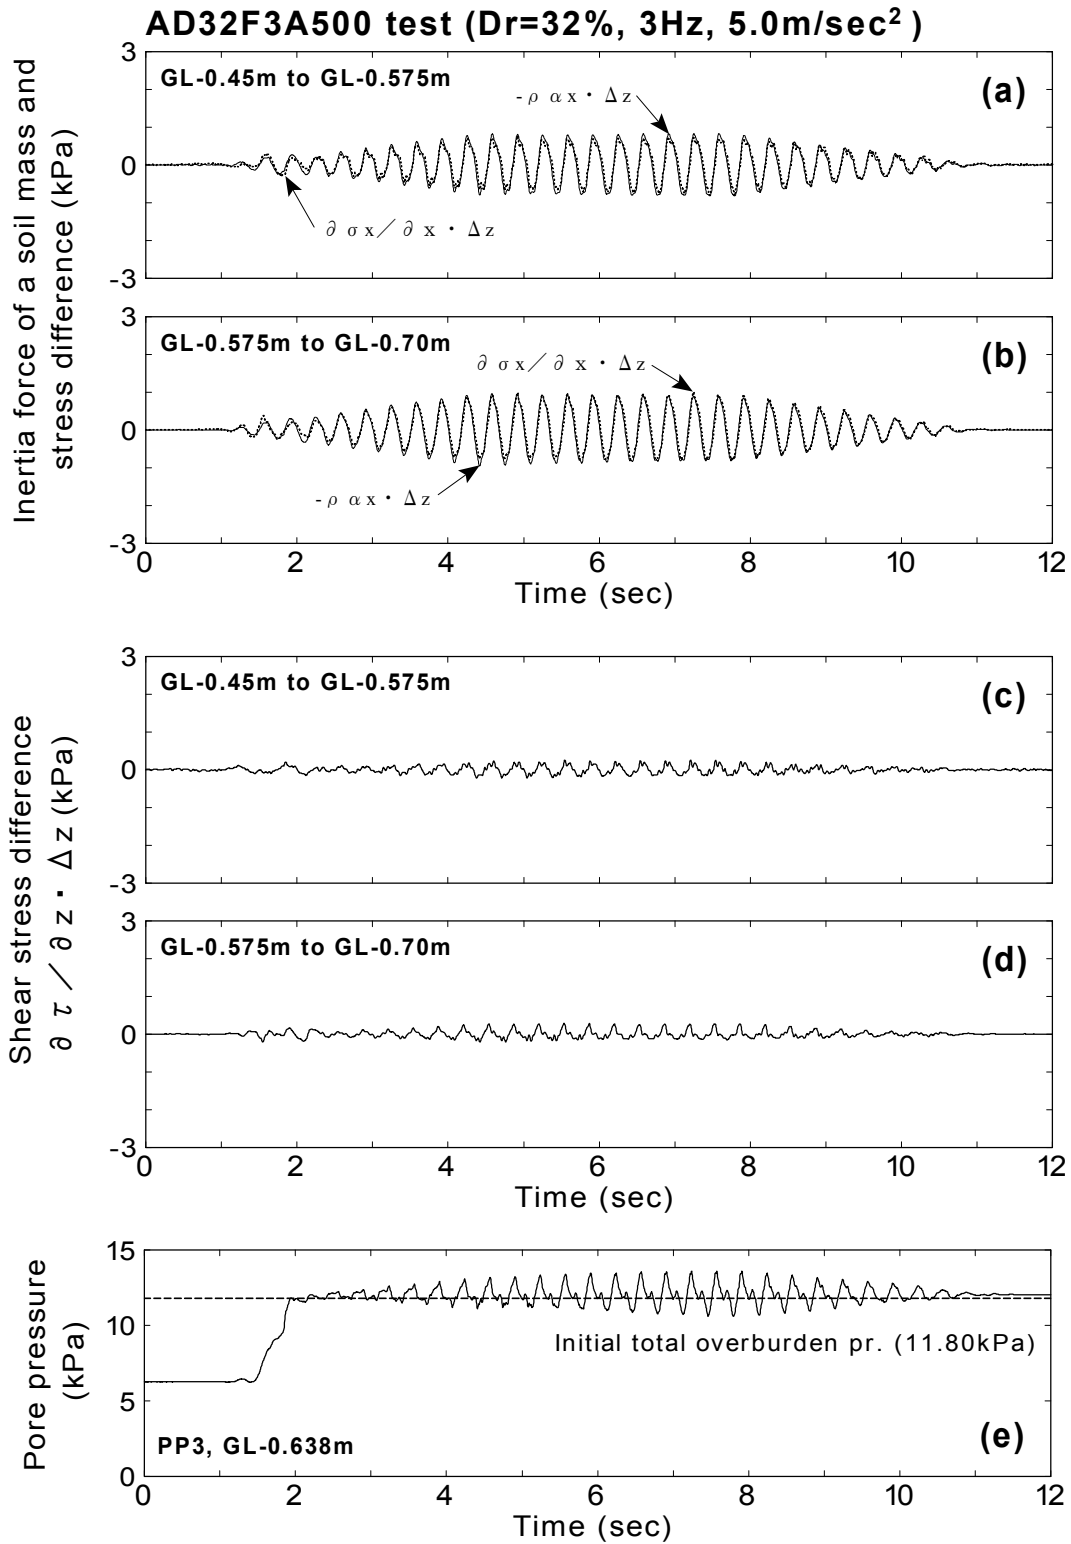 AD32F3A500 test (Dr=32%, 3Hz, 5.0m/sec² )
Inertia force of a soil mass and
stress difference (kPa)
3
0
-3
GL-0.45m to GL-0.575m
(a)
-ρ αx・Δz
∂ σx／∂ x・Δz
3
0
-3
GL-0.575m to GL-0.70m
(b)
∂ σx／∂ x・Δz
-ρ αx・Δz
0 2 4 6 8 10 12
Time (sec)
Shear stress difference
∂ τ／∂ z・Δz (kPa)
3
0
-3
GL-0.45m to GL-0.575m
(c)
3
0
-3
GL-0.575m to GL-0.70m
(d)
0 2 4 6 8 10 12
Time (sec)
Pore pressure
(kPa)
15
10
5
0
Initial total overburden pr. (11.80kPa)
PP3, GL-0.638m
(e)
0 2 4 6 8 10 12
Time (sec)